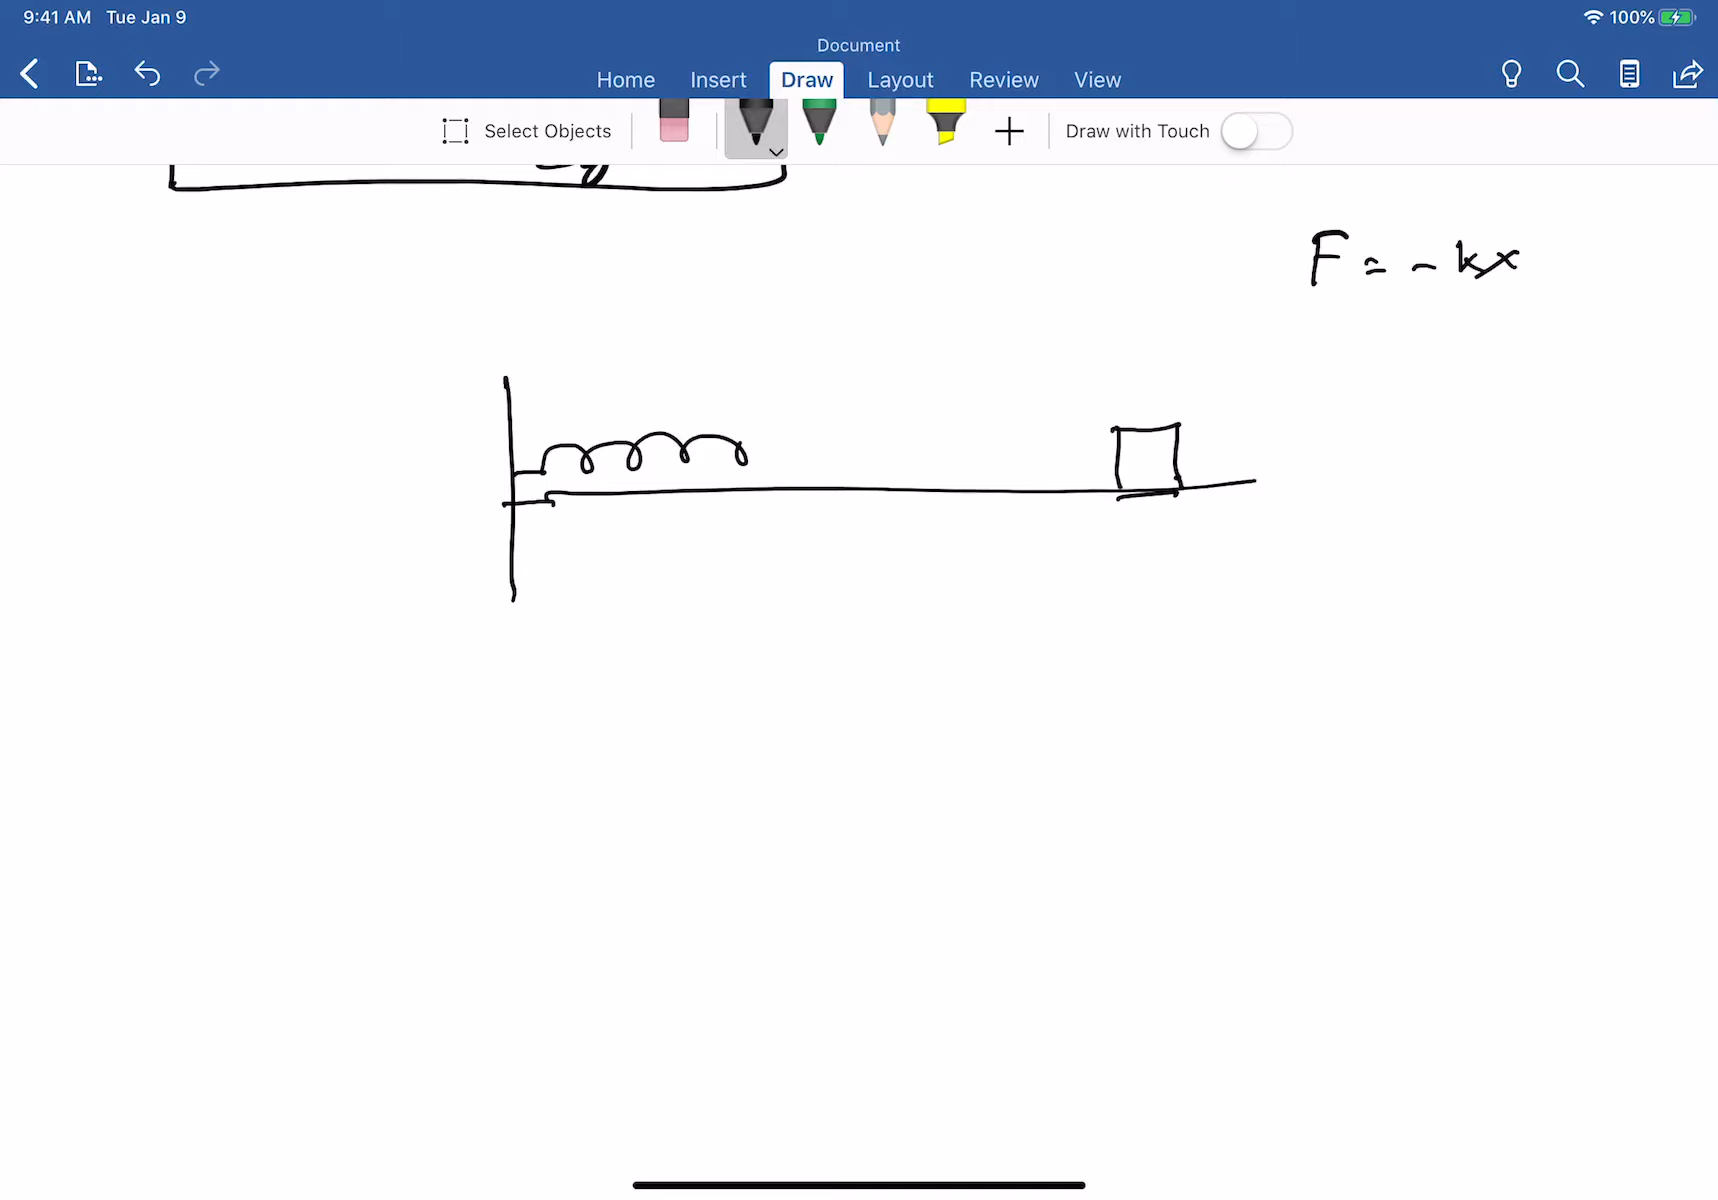 9:41 AM Tue Jan 9
100%
Document
Home Insert Draw Layout Review View
Select Objects
Draw with Touch
F = - kx